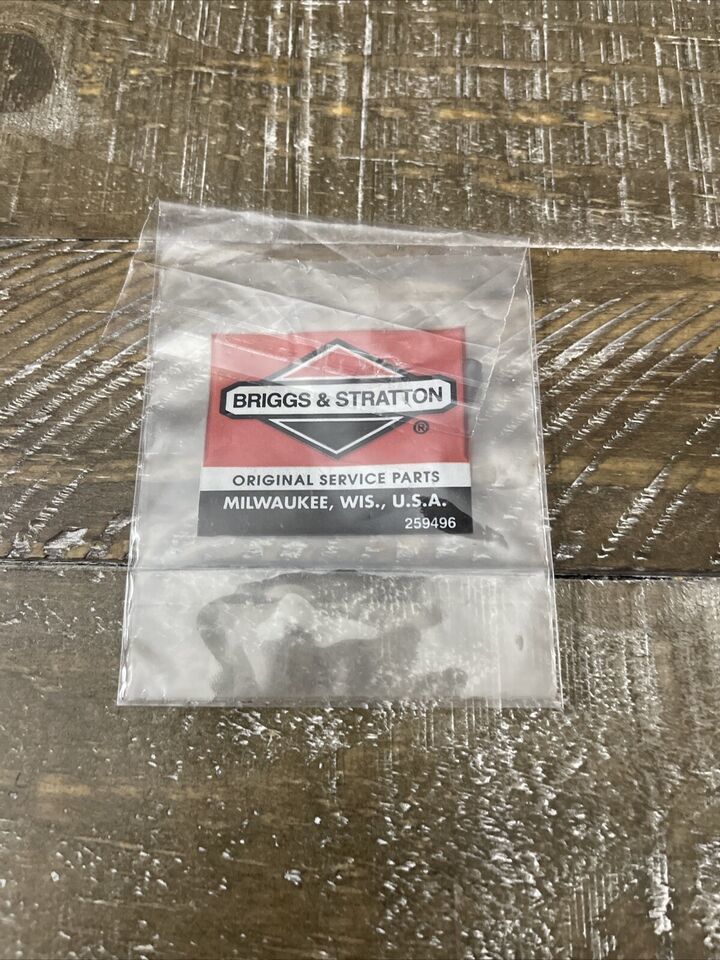 BRIGGS & STRATTON
®
ORIGINAL SERVICE PARTS
MILWAUKEE, WIS., U.S.A.
259496